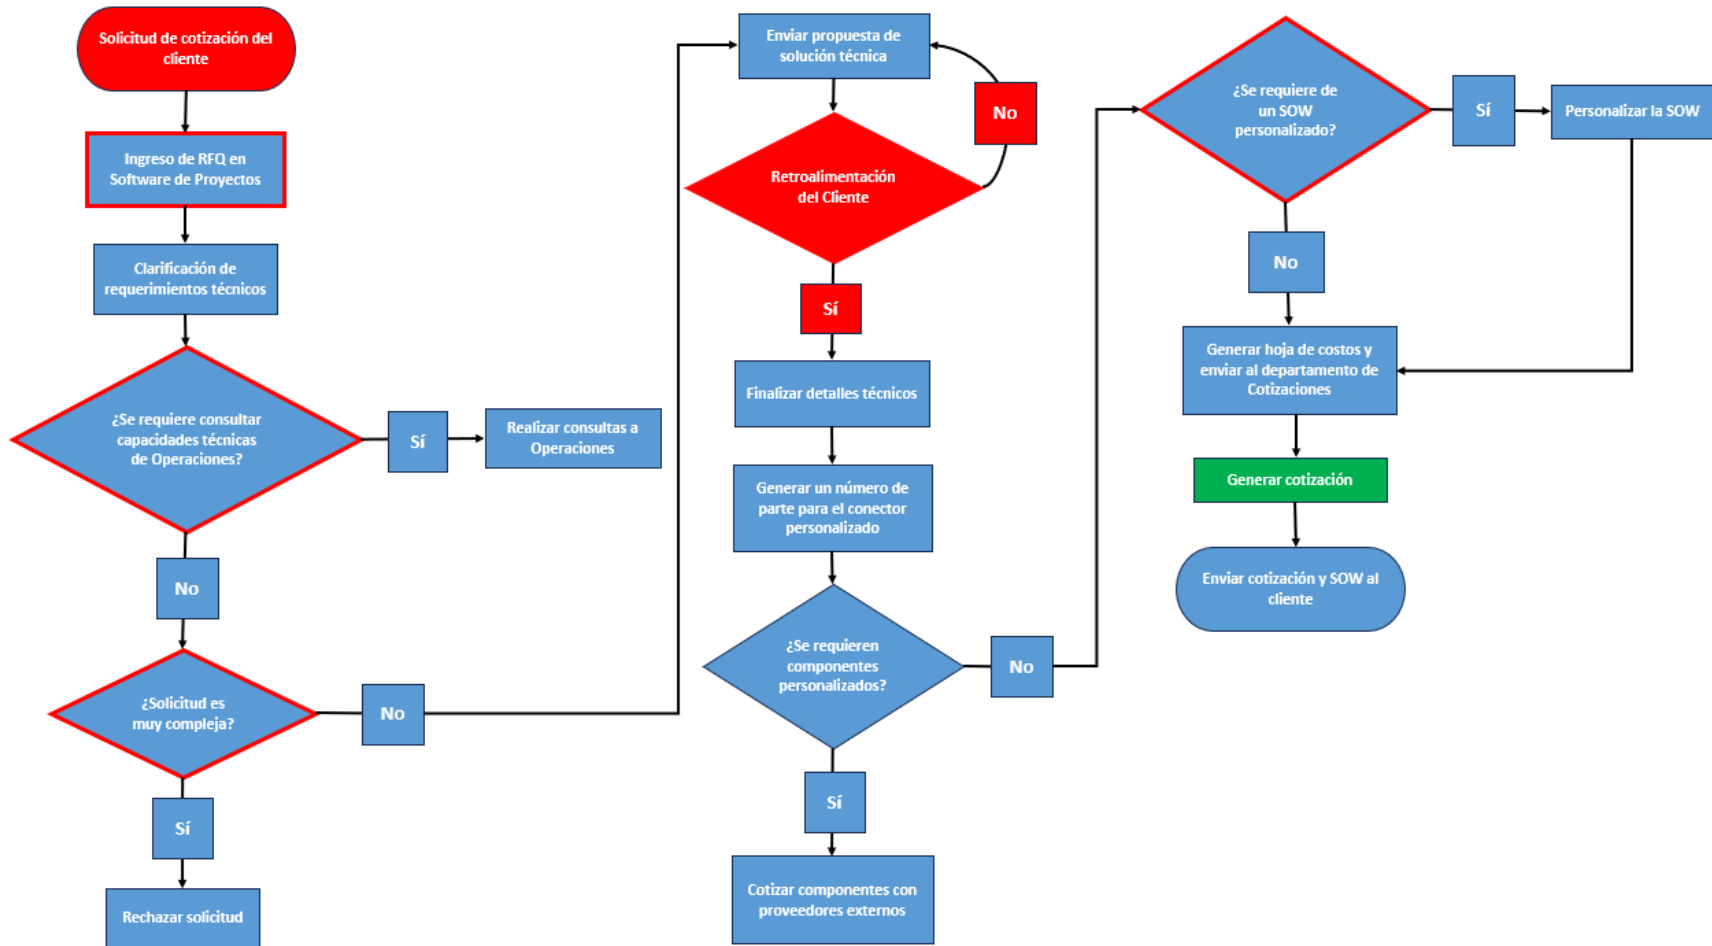 Solicitud de cotización del
cliente
Ingreso de RFQ en
Software de Proyectos
Clarificación de
requerimientos técnicos
¿Se requiere consultar
capacidades técnicas
de Operaciones?
Sí
Realizar consultas a
Operaciones
No
¿Solicitud es
muy compleja?
No
Sí
Rechazar solicitud
Enviar propuesta de
solución técnica
No
Retroalimentación
del Cliente
Sí
Finalizar detalles técnicos
Generar un número de
parte para el conector
personalizado
¿Se requieren
componentes
personalizados?
No
Sí
Cotizar componentes con
proveedores externos
¿Se requiere de
un SOW
personalizado?
Sí
Personalizar la SOW
No
Generar hoja de costos y
enviar al departamento de
Cotizaciones
Generar cotización
Enviar cotización y SOW al
cliente